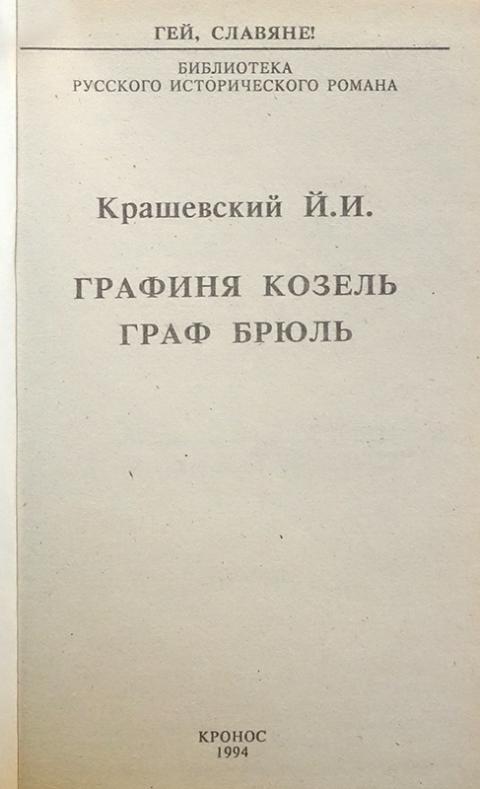 ГЕЙ, СЛАВЯНЕ!
БИБЛИОТЕКА
РУССКОГО ИСТОРИЧЕСКОГО РОМАНА
Крашевский Й.И.
ГРАФИНЯ КОЗЕЛЬ
ГРАФ БРЮЛЬ
КРОНОС
1994